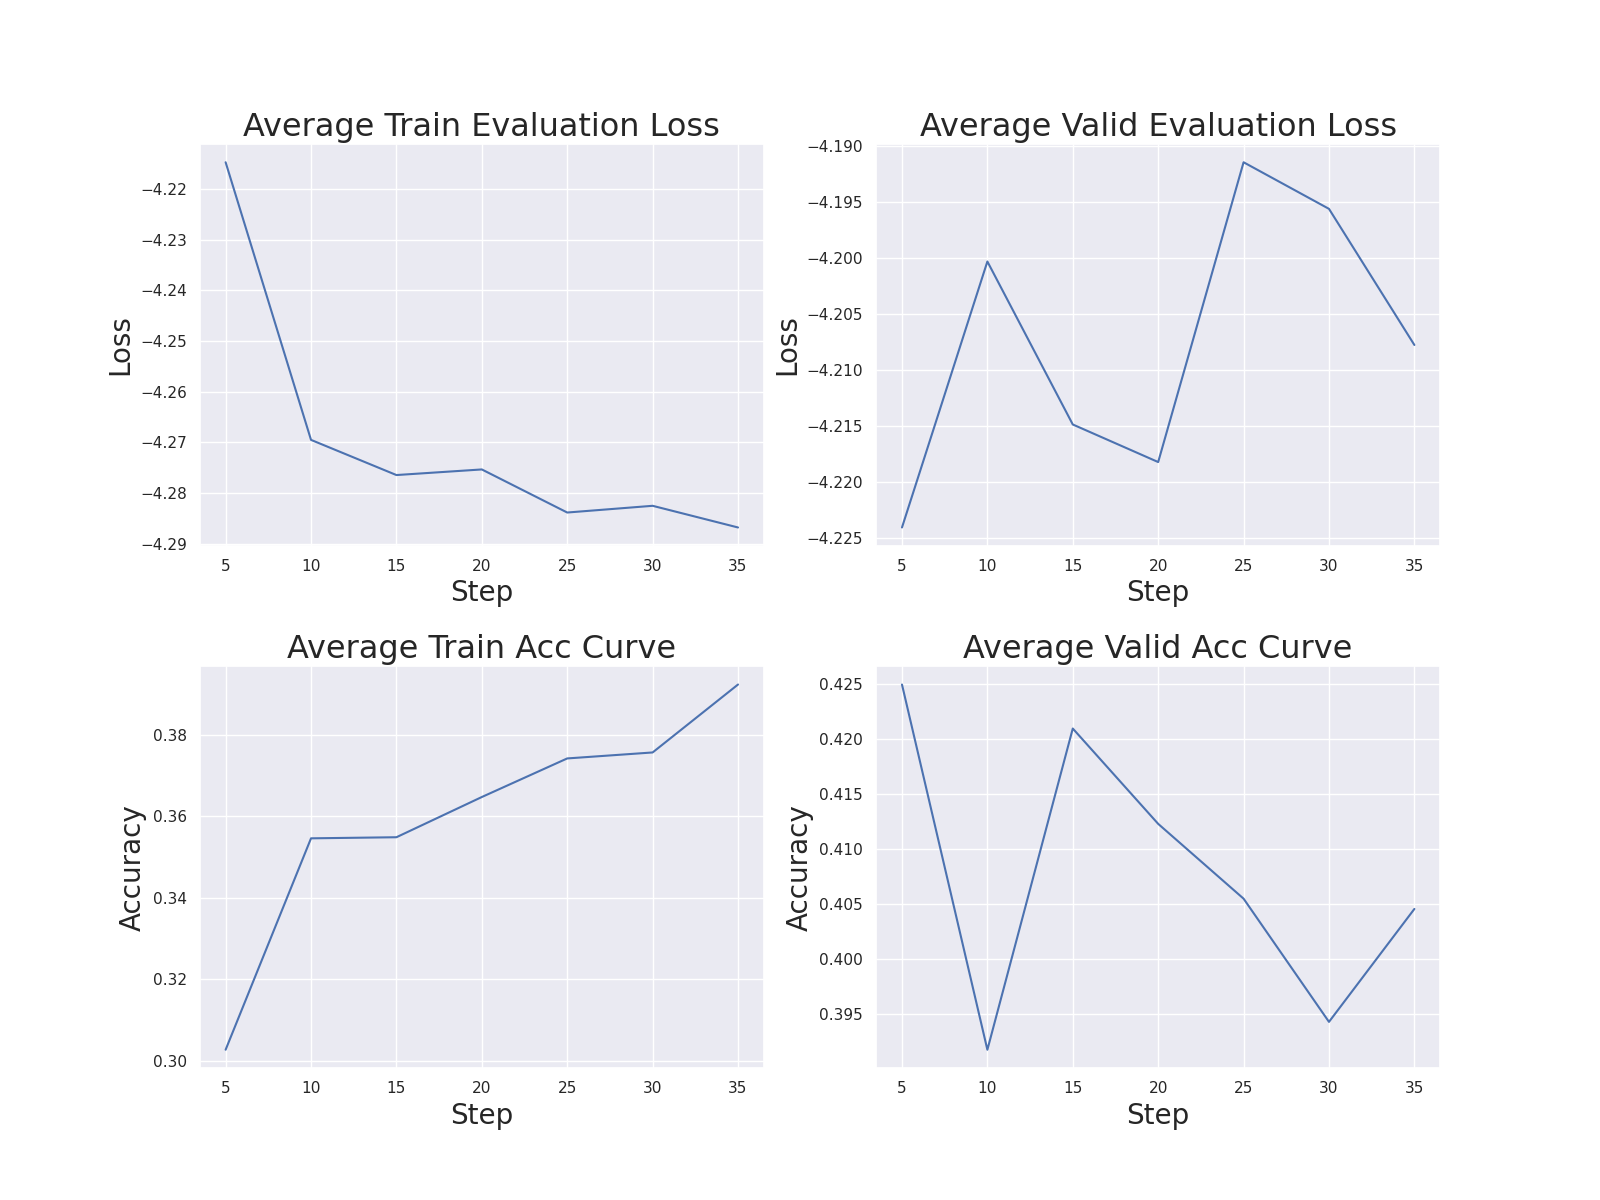 Average Train Evaluation Loss
−4.22
−4.23
−4.24
−4.25
−4.26
−4.27
−4.28
−4.29
Loss
5 10 15 20 25 30 35
Step
Average Valid Evaluation Loss
−4.190
−4.195
−4.200
−4.205
−4.210
−4.215
−4.220
−4.225
Loss
5 10 15 20 25 30 35
Step
Average Train Acc Curve
0.38
0.36
0.34
0.32
0.30
Accuracy
5 10 15 20 25 30 35
Step
Average Valid Acc Curve
0.425
0.420
0.415
0.410
0.405
0.400
0.395
Accuracy
5 10 15 20 25 30 35
Step